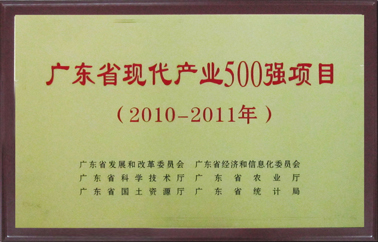 广东省现代产业500强项目
(2010-2011年)
广东省发展和改革委员会 广东省经济和信息化委员会
广东省科学技术厅 广东省农业厅
广东省国土资源厅 广东省统计局